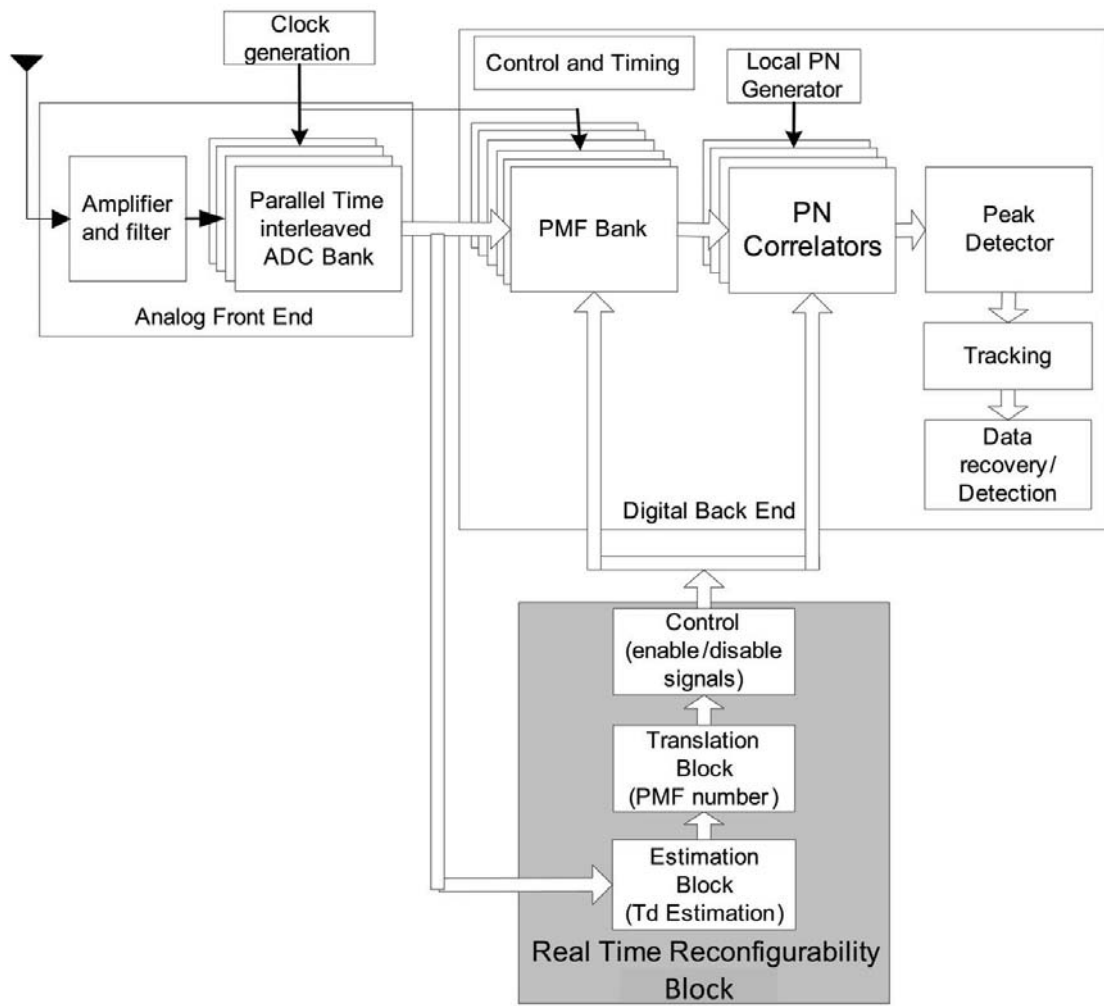 Clock
generation
Control and Timing
Local PN
Generator
Amplifier
and filter
Parallel Time
interleaved
ADC Bank
PMF Bank
PN
Correlators
Peak
Detector
Analog Front End
Tracking
Data
recovery/
Detection
Digital Back End
Control
(enable/disable
signals)
Translation
Block
(PMF number)
Estimation
Block
(Td Estimation)
Real Time Reconfigurability
Block